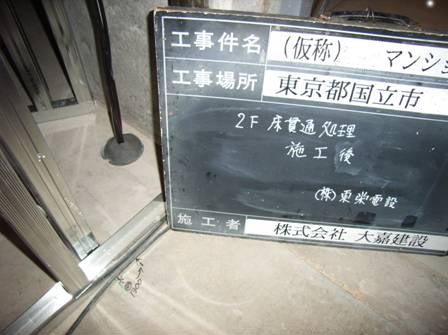 工事件名 (仮称) マンショ
工事場所 東京都国立市
2F 床貫通処理
施工後
(株)東栄電設
施工者 株式会社 大嘉建設